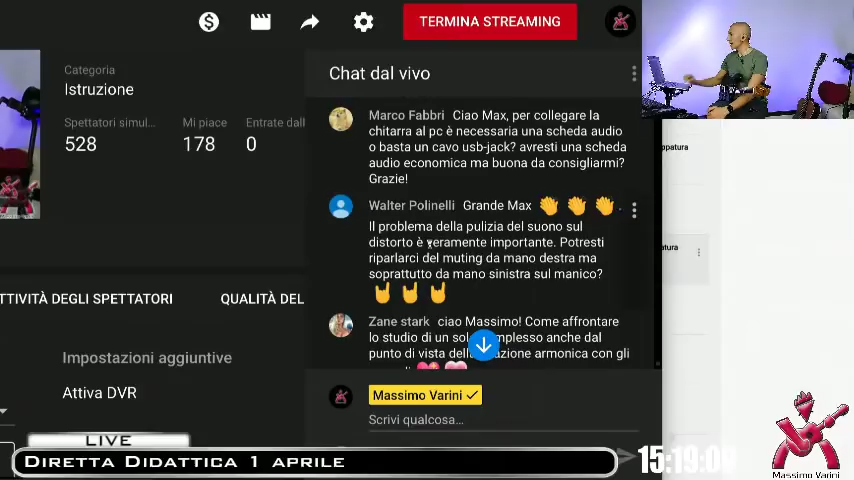 TERMINA STREAMING
Categoria
Istruzione
Spettatori simul...
Mi piace
Entrate dall
528
178
0
TTIVITÀ DEGLI SPETTATORI
QUALITÀ DEL
Impostazioni aggiuntive
Attiva DVR
Chat dal vivo
Marco Fabbri Ciao Max, per collegare la
chitarra al pc è necessaria una scheda audio
o basta un cavo usb-jack? avresti una scheda
audio economica ma buona da consigliarmi?
Grazie!
Walter Polinelli Grande Max 👏 👏 👏.
Il problema della pulizia del suono sul
distorto è veramente importante. Potresti
riparlarci del muting da mano destra ma
soprattutto da mano sinistra sul manico?
🤘 🤘 🤘
Zane stark ciao Massimo! Come affrontare
lo studio di un
punto di vista
armonica con gli
Massimo Varini
Scrivi qualcosa...
LIVE
DIRETTA DIDATTICA 1 APRILE
Massimo Varini